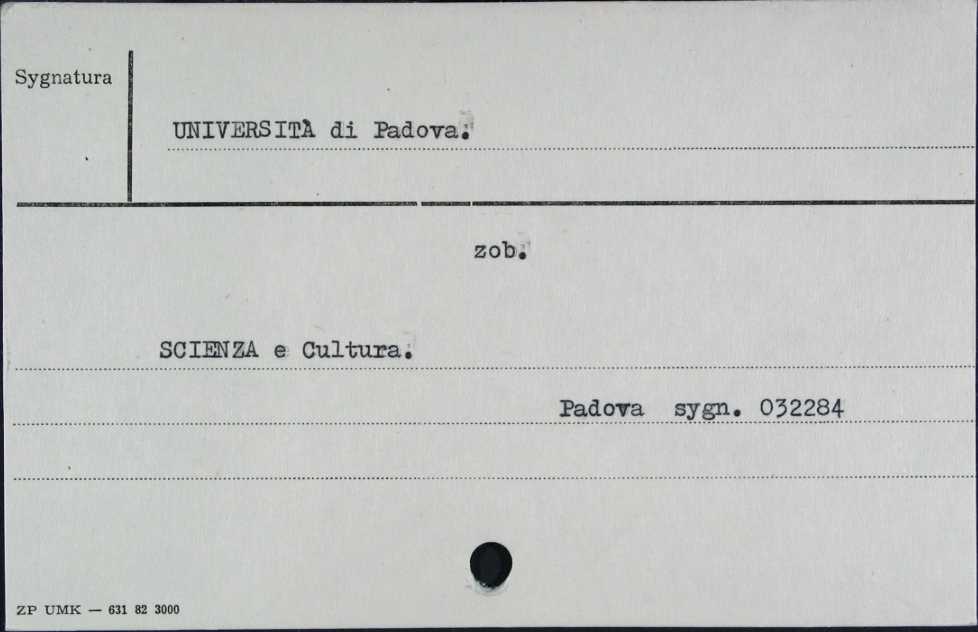 Sygnatura
UNIVERSITÀ di Padova.
zob.
SCIENZA e Cultura.
Padova sygn. 032284
ZP UMK — 631 82 3000